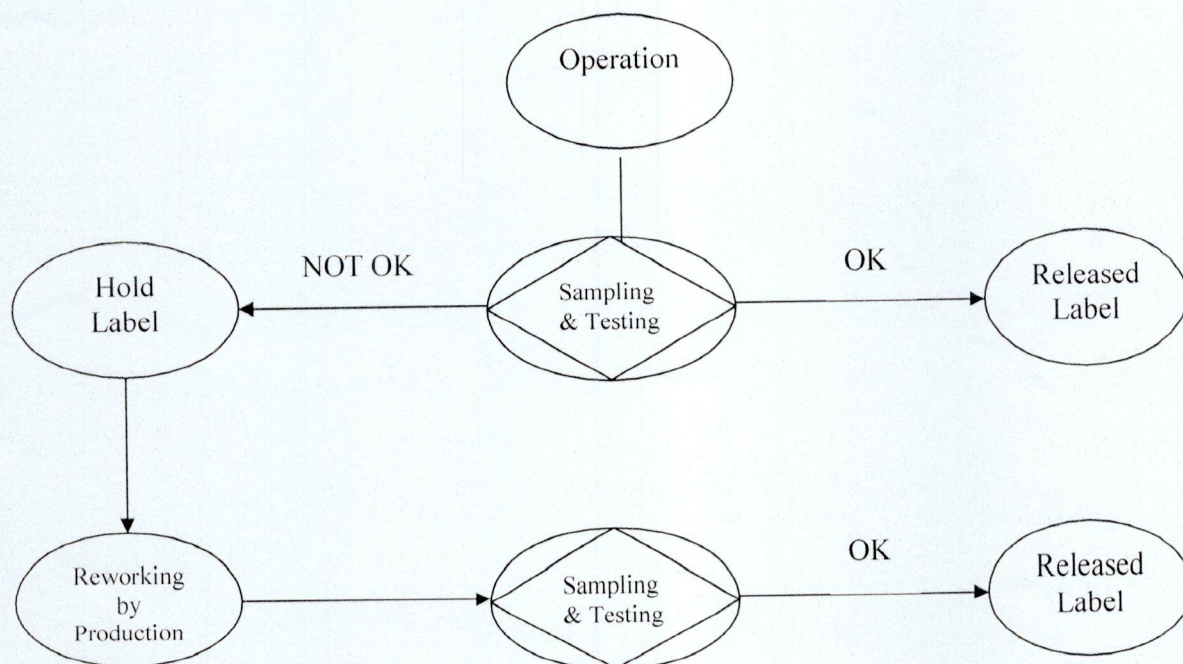 Operation
NOT OK
OK
Hold
Label
Sampling
& Testing
Released
Label
Reworking
by
Production
Sampling
& Testing
OK
Released
Label